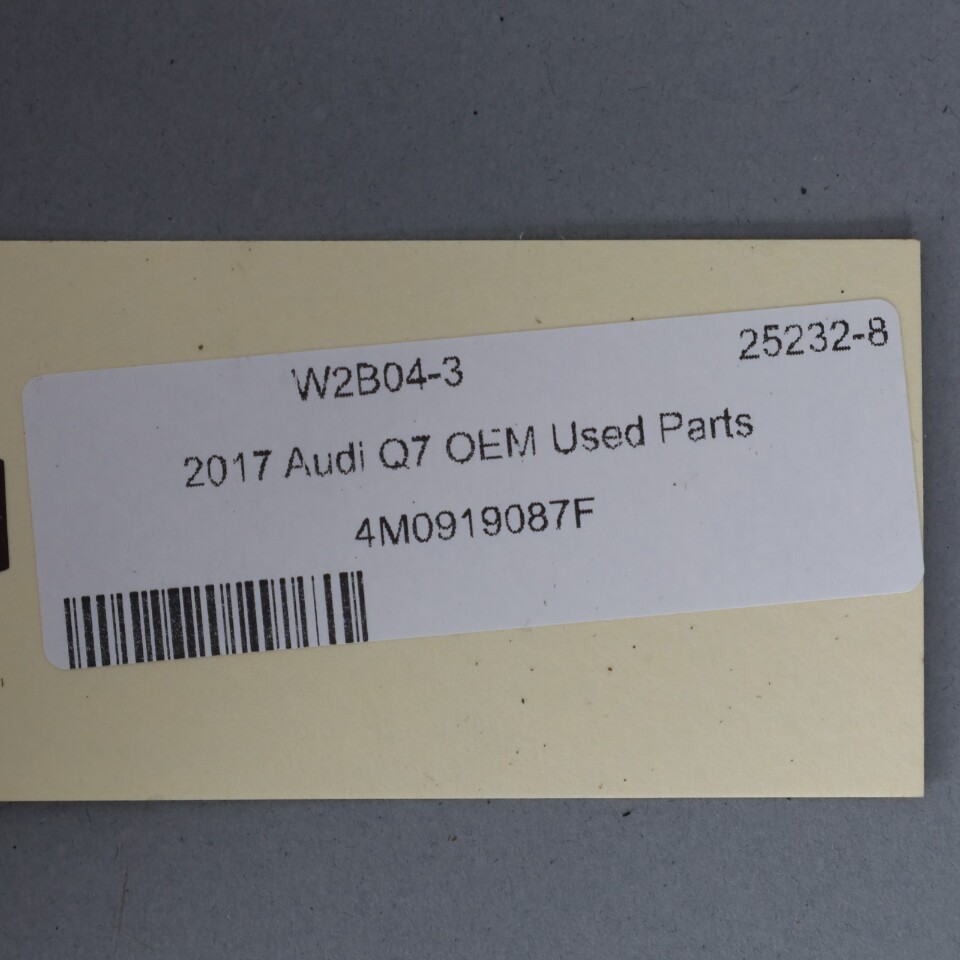 W2B04-3 25232-8
2017 Audi Q7 OEM Used Parts
4M0919087F